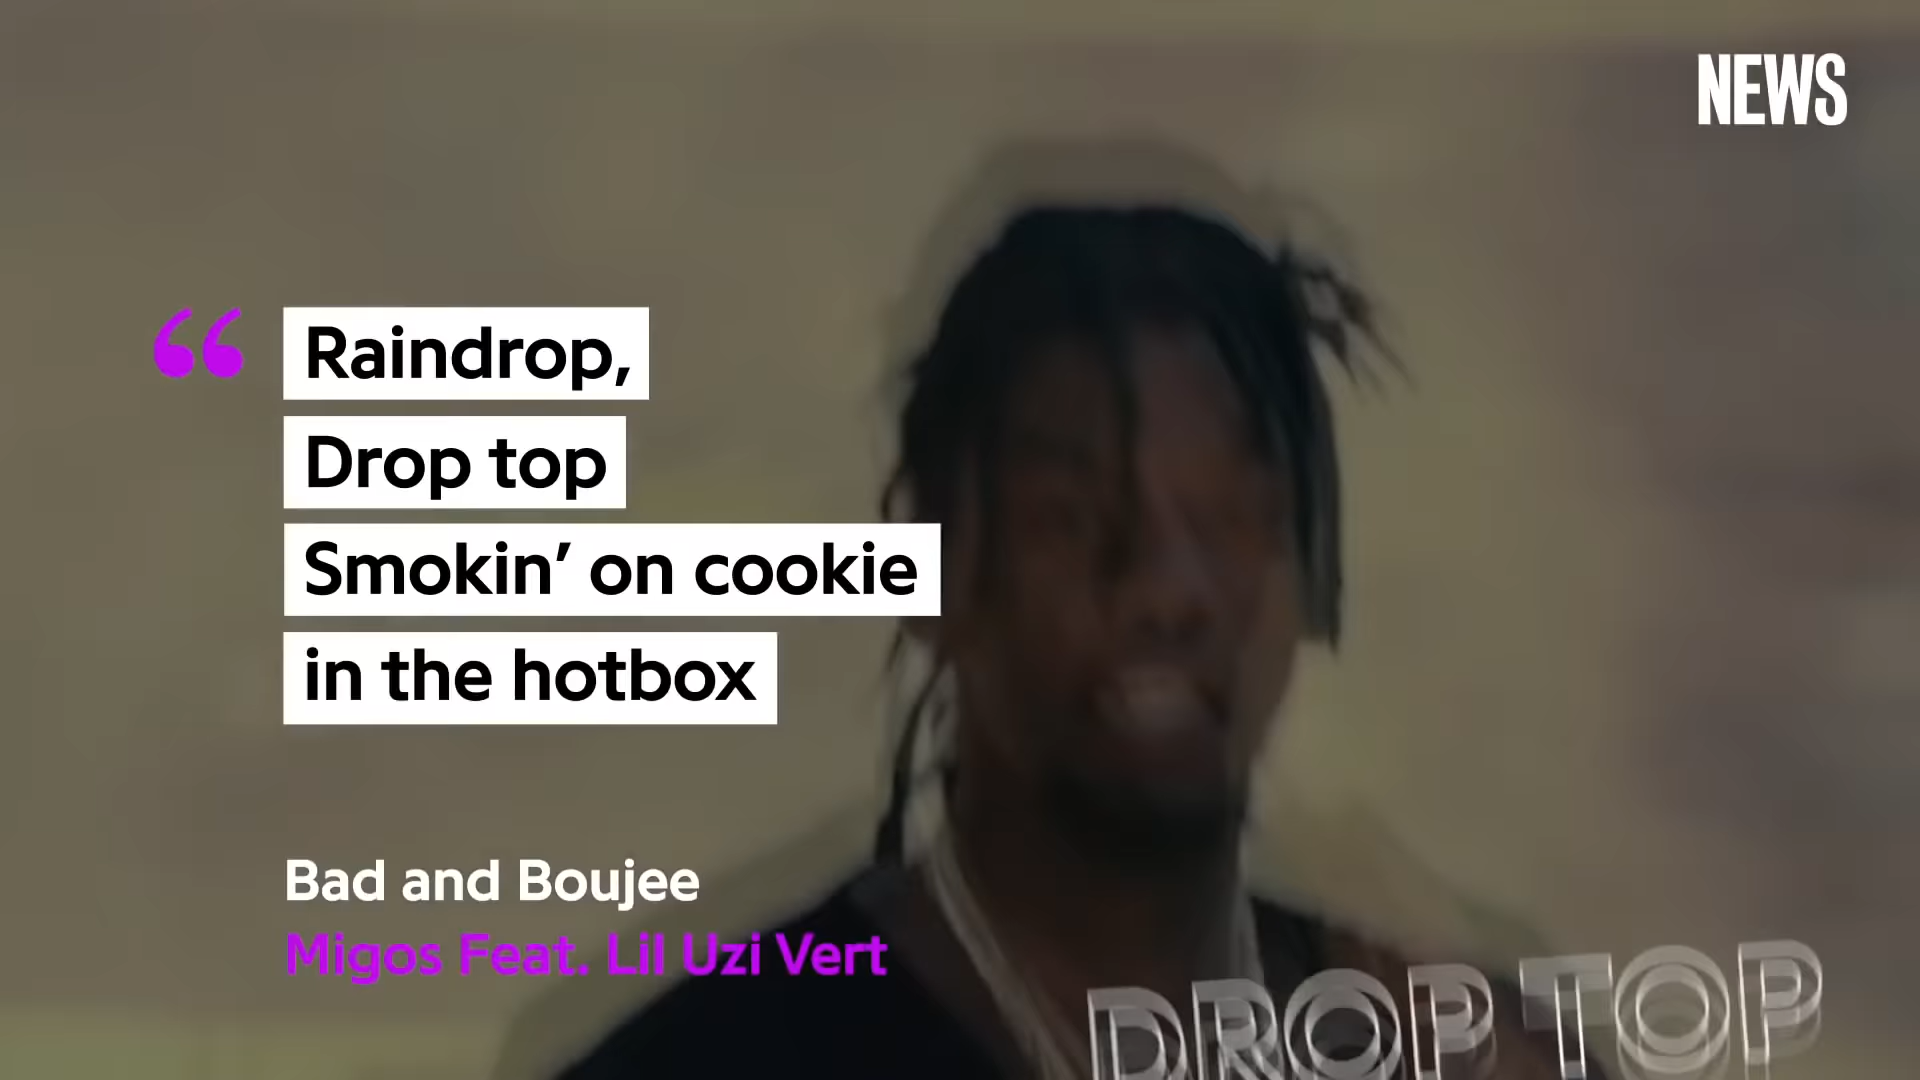 NEWS
“Raindrop,
Drop top
Smokin’ on cookie
in the hotbox
Bad and Boujee
Migos Feat. Lil Uzi Vert
DROP TOP